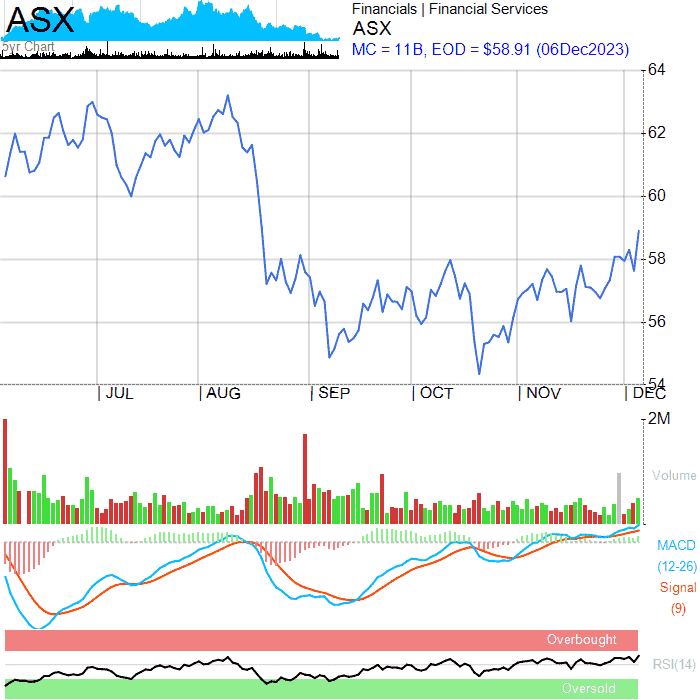 ASX
5yr Chart
Financials | Financial Services
ASX
MC = 11B, EOD = $58.91 (06Dec2023)
64
62
60
58
56
54
| JUL
| AUG
| SEP
| OCT
| NOV
| DEC
2M
Volume
MACD
(12-26)
Signal
(9)
Overbought
RSI(14)
Oversold